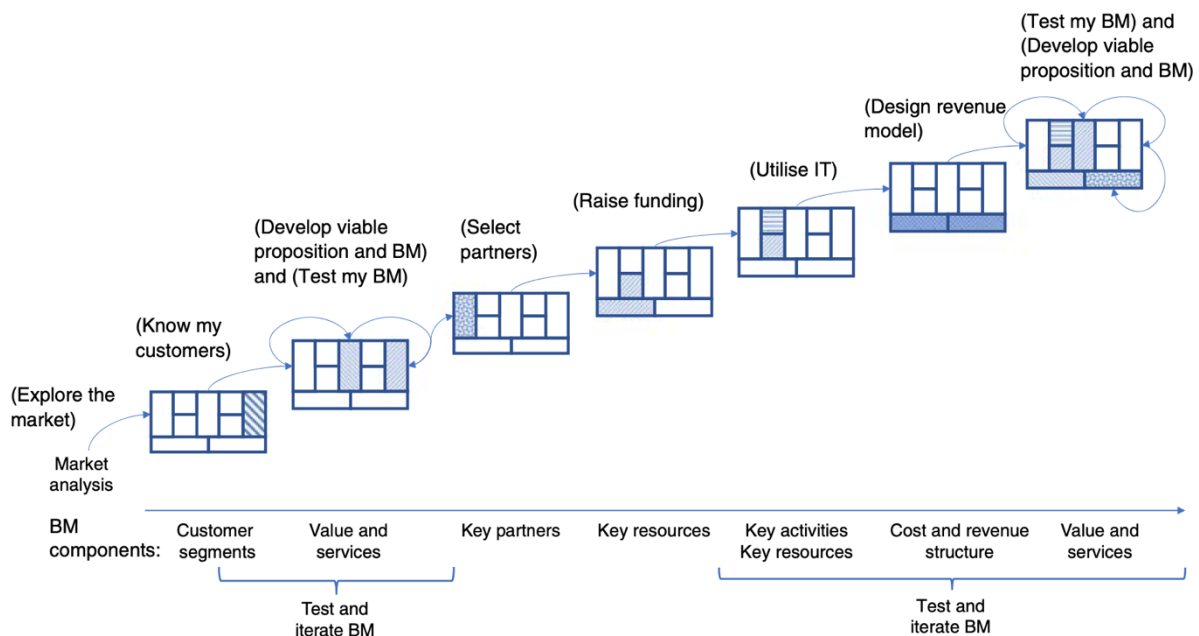 (Test my BM) and
(Develop viable
proposition and BM)
(Design revenue
model)
(Utilise IT)
(Raise funding)
(Develop viable
proposition and BM)
and (Test my BM)
(Select
partners)
(Know my
customers)
(Explore the
market)
Market
analysis
BM
components:
Customer
segments
Value and
services
Key partners
Key resources
Key activities
Key resources
Cost and revenue
structure
Value and
services
Test and
iterate BM
Test and
iterate BM